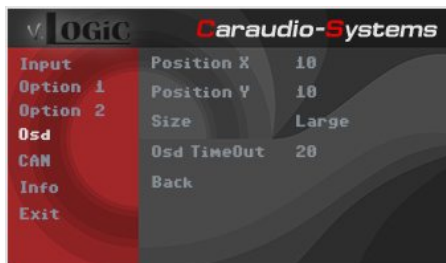 v.LOGiC Caraudio-Systems
Input
Option 1
Option 2
Osd
CAN
Info
Exit
Position X 10
Position Y 10
Size Large
Osd TimeOut 20
Back